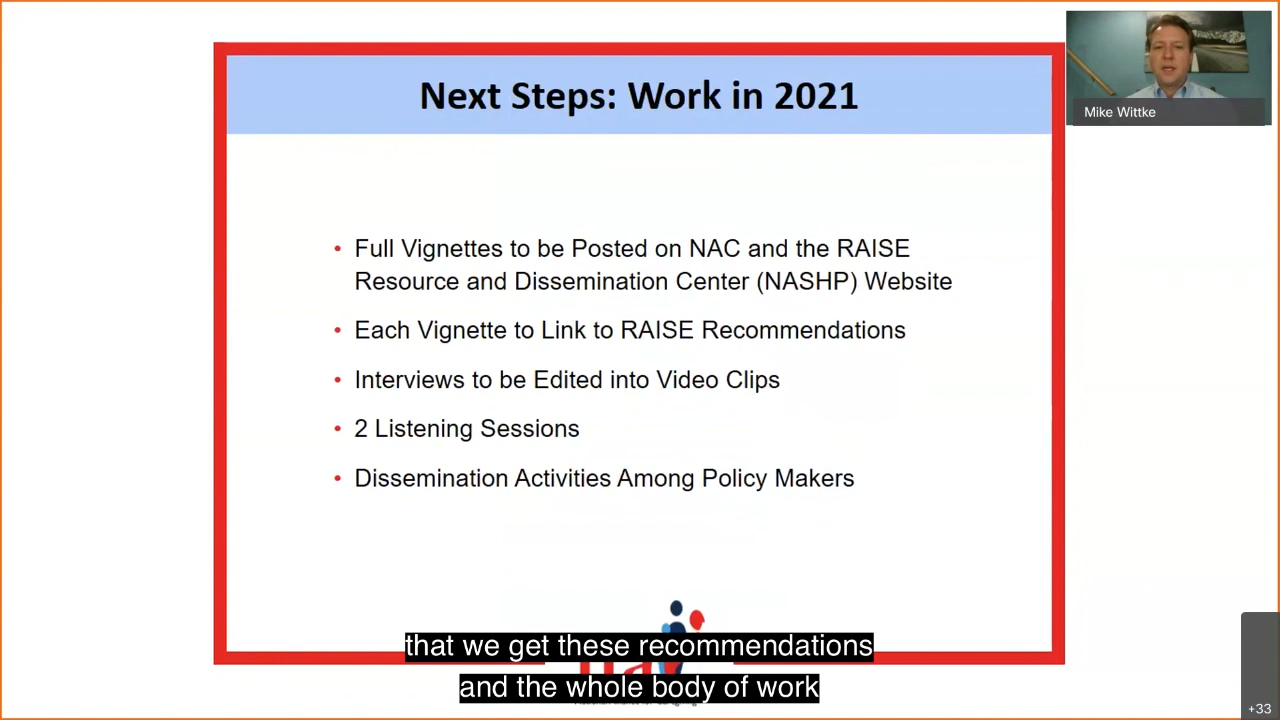 Next Steps: Work in 2021
Mike Wittke
• Full Vignettes to be Posted on NAC and the RAISE
Resource and Dissemination Center (NASHP) Website
• Each Vignette to Link to RAISE Recommendations
• Interviews to be Edited into Video Clips
• 2 Listening Sessions
• Dissemination Activities Among Policy Makers
that we get these recommendations
and the whole body of work
+33